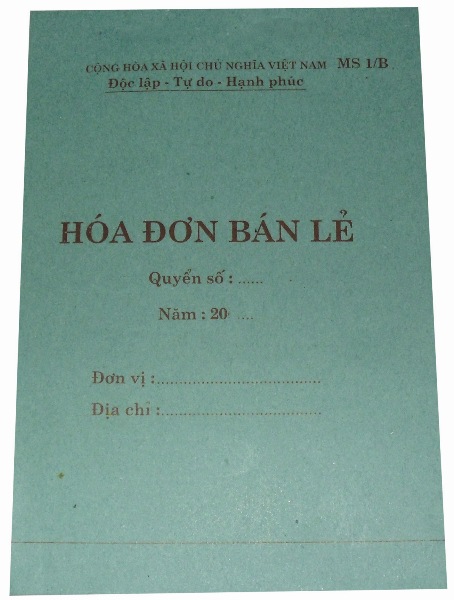 CỘNG HÒA XÃ HỘI CHỦ NGHĨA VIỆT NAM MS 1/B
Độc lập - Tự do - Hạnh phúc
HÓA ĐƠN BÁN LẺ
Quyển số : ......
Năm : 20 ....
Đơn vị :.....................................
Địa chỉ :....................................